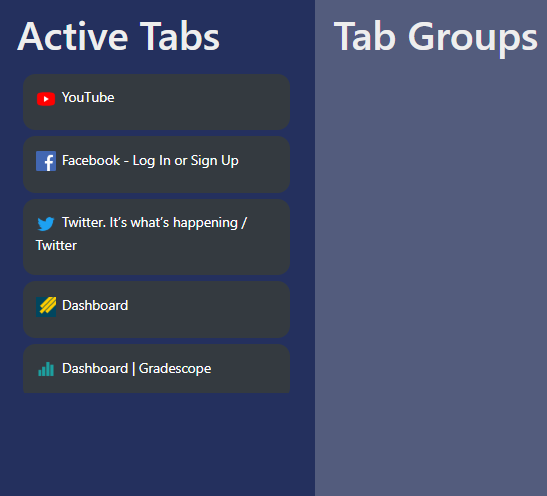 Active Tabs
Tab Groups
YouTube
Facebook - Log In or Sign Up
Twitter. It’s what’s happening /
Twitter
Dashboard
Dashboard | Gradescope